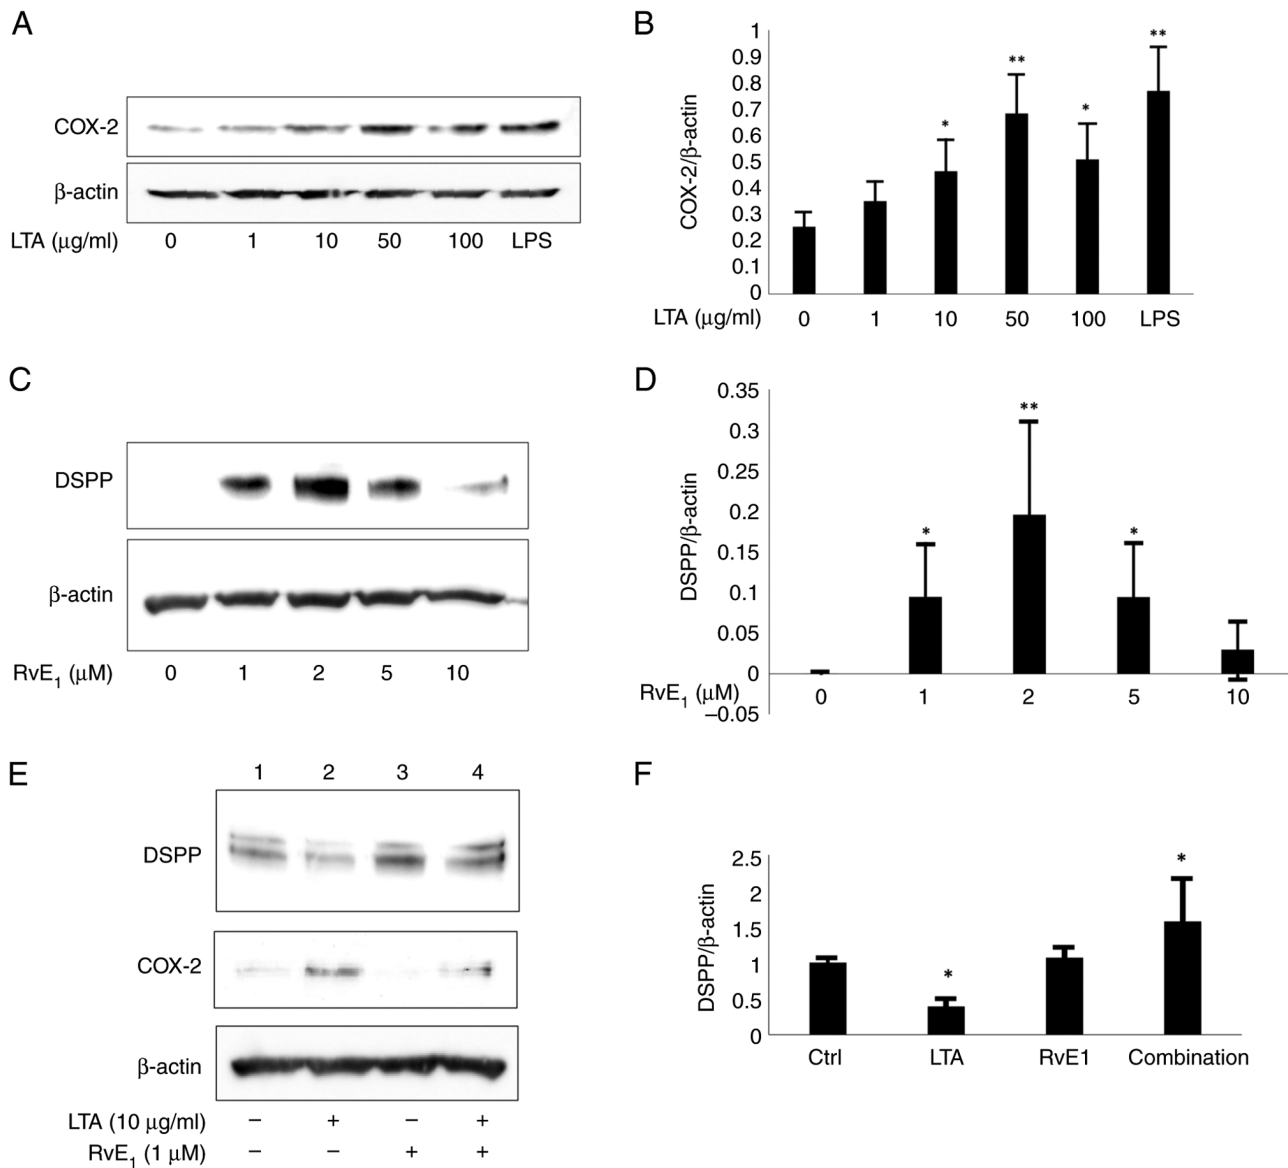 A
COX-2
β-actin
LTA (μg/ml) 0 1 10 50 100 LPS
B
COX-2/β-actin
1
0.9
0.8
0.7
0.6
0.5
0.4
0.3
0.2
0.1
0
* ** * **
LTA (μg/ml) 0 1 10 50 100 LPS
C
DSPP
β-actin
RvE1 (μM) 0 1 2 5 10
D
DSPP/β-actin
0.35
0.3
0.25
0.2
0.15
0.1
0.05
0
–0.05
* ** *
RvE1 (μM) 0 1 2 5 10
E
1 2 3 4
DSPP
COX-2
β-actin
LTA (10 μg/ml) – + – +
RvE1 (1 μM) – – + +
F
DSPP/β-actin
2.5
2
1.5
1
0.5
0
* *
Ctrl LTA RvE1 Combination